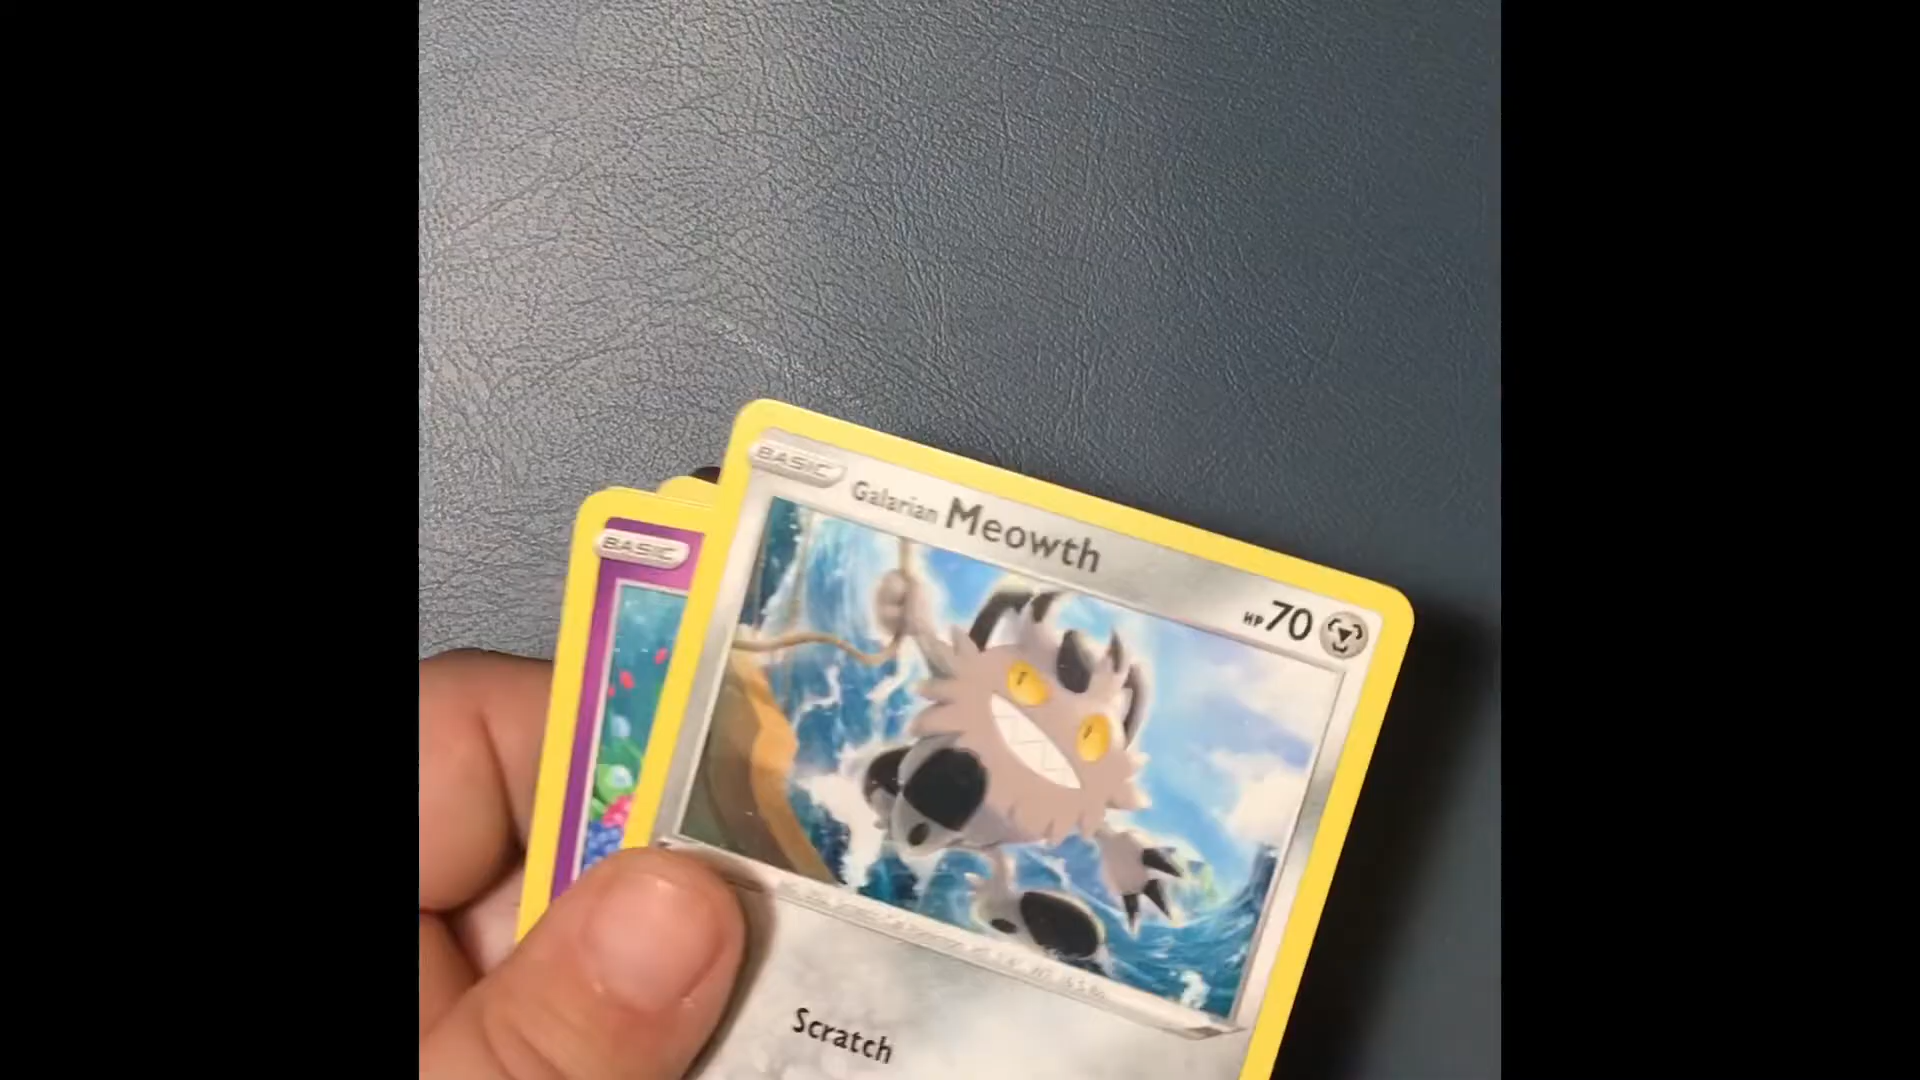 BASIC
Galarian Meowth
HP 70
BASIC
Scratch